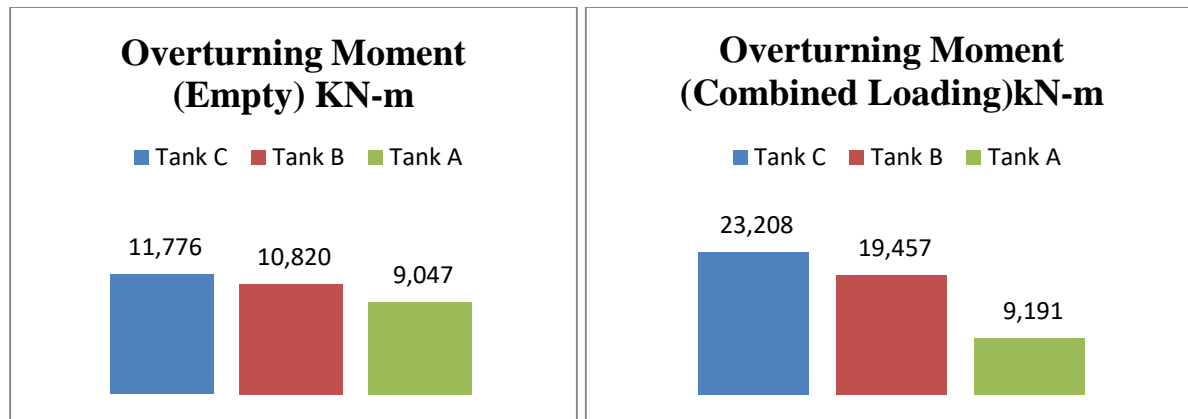 Overturning Moment
(Empty) KN-m
Tank C Tank B Tank A
11,776
10,820
9,047
Overturning Moment
(Combined Loading)kN-m
Tank C Tank B Tank A
23,208
19,457
9,191